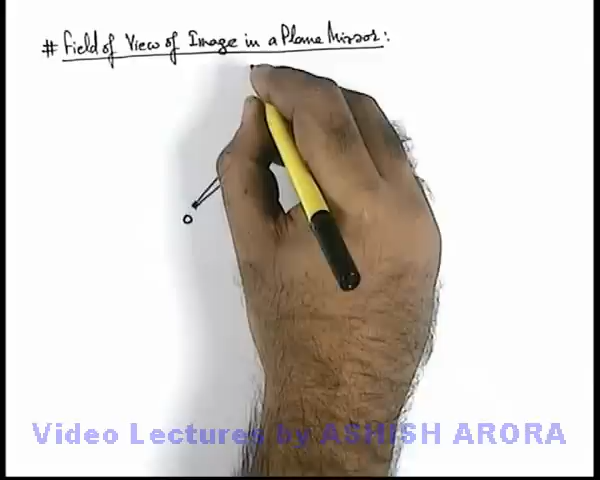 # Field of View of Image in a Plane Mirror:
O
Video Lectures by ASHISH ARORA